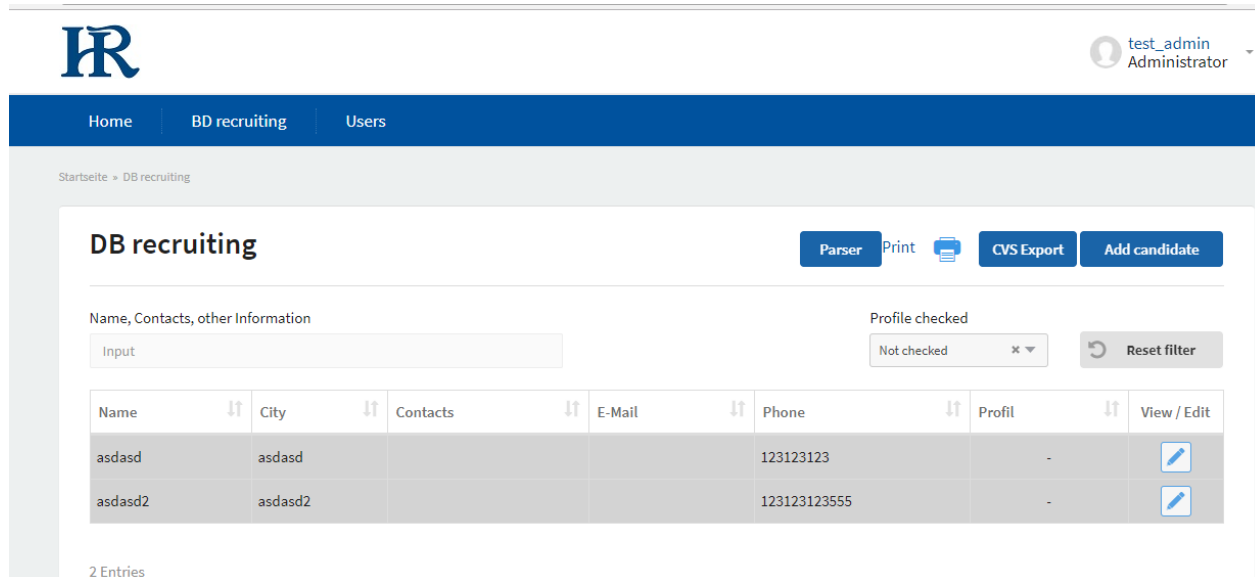 HR
test_admin
Administrator
Home BD recruiting Users
Startseite » DB recruiting
DB recruiting
Parser Print CVS Export Add candidate
Name, Contacts, other Information Profile checked
Input Not checked Reset filter
Name City Contacts E-Mail Phone Profil View / Edit
asdasd asdasd 123123123 -
asdasd2 asdasd2 123123123555 -
2 Entries